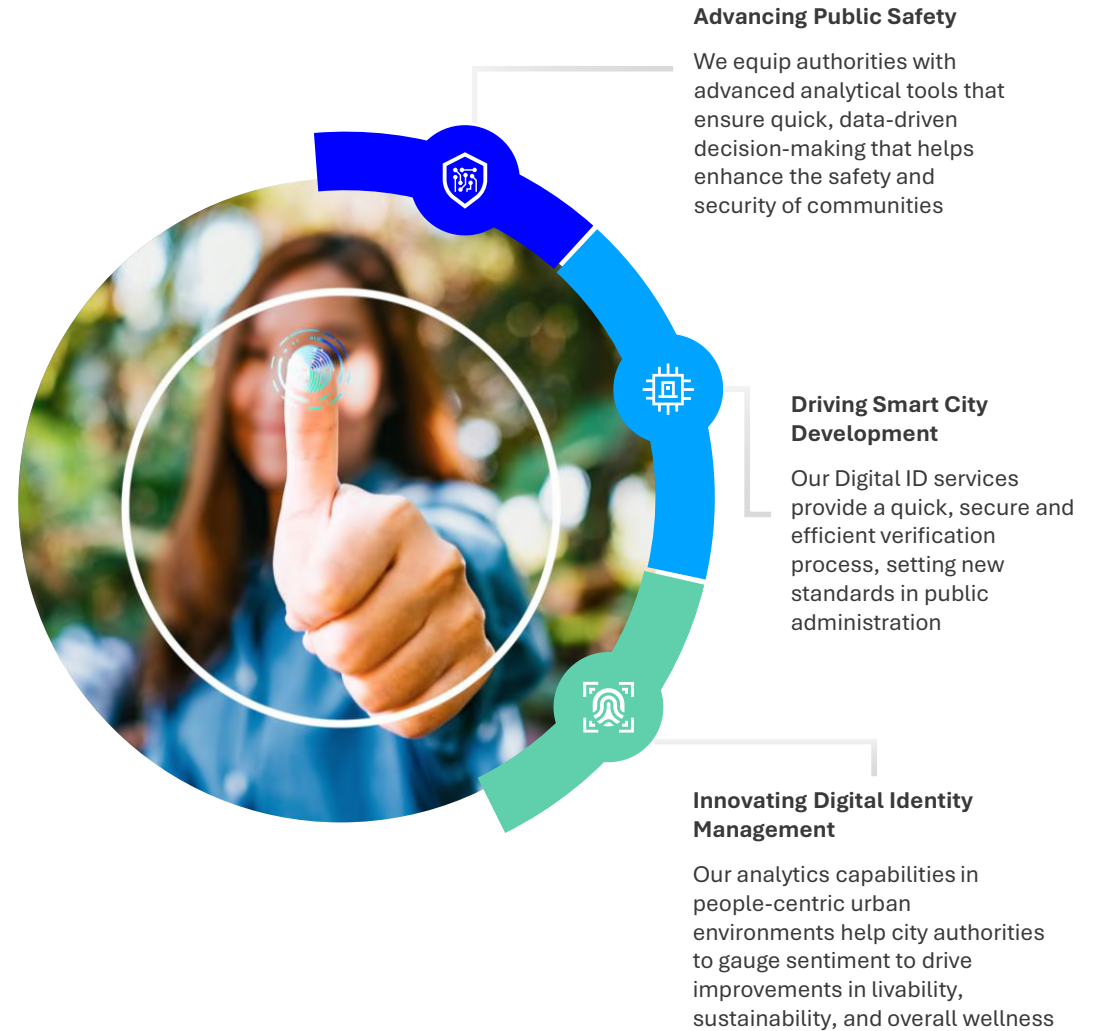 Advancing Public Safety
We equip authorities with
advanced analytical tools that
ensure quick, data-driven
decision-making that helps
enhance the safety and
security of communities
Driving Smart City
Development
Our Digital ID services
provide a quick, secure and
efficient verification
process, setting new
standards in public
administration
Innovating Digital Identity
Management
Our analytics capabilities in
people-centric urban
environments help city authorities
to gauge sentiment to drive
improvements in livability,
sustainability, and overall wellness